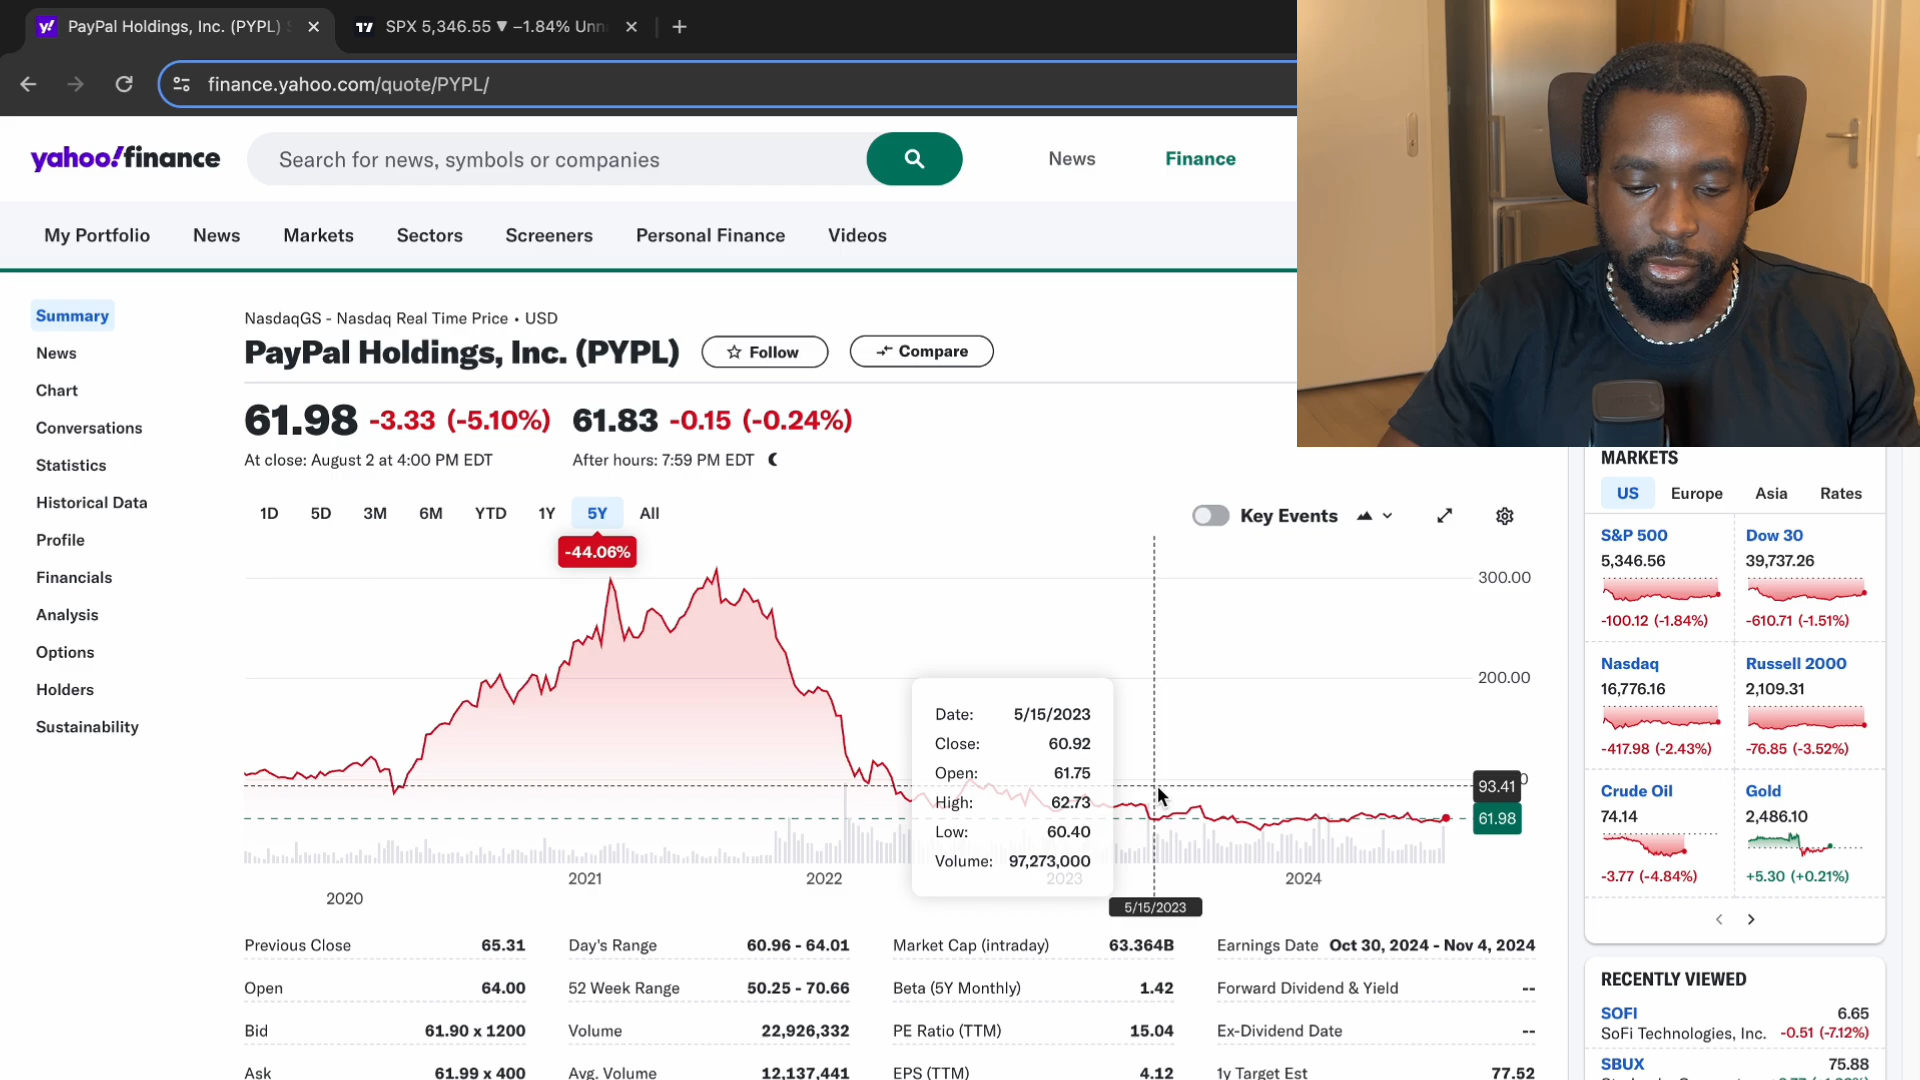 PayPal Holdings, Inc. (PYPL)
SPX 5,346.55 ▼ −1.84% Unn
finance.yahoo.com/quote/PYPL/
yahoo!finance
Search for news, symbols or companies
News
Finance
My Portfolio
News
Markets
Sectors
Screeners
Personal Finance
Videos
Summary
News
Chart
Conversations
Statistics
Historical Data
Profile
Financials
Analysis
Options
Holders
Sustainability
NasdaqGS - Nasdaq Real Time Price • USD
PayPal Holdings, Inc. (PYPL)
Follow
Compare
61.98 -3.33 (-5.10%)
At close: August 2 at 4:00 PM EDT
61.83 -0.15 (-0.24%)
After hours: 7:59 PM EDT
1D 5D 3M 6M YTD 1Y 5Y All
Key Events
-44.06%
300.00
200.00
93.41
61.98
Date: 5/15/2023
Close: 60.92
Open: 61.75
High: 62.73
Low: 60.40
Volume: 97,273,000
2020
2021
2022
2023
2024
5/15/2023
Previous Close 65.31
Open 64.00
Bid 61.90 x 1200
Ask 61.99 x 400
Day's Range 60.96 - 64.01
52 Week Range 50.25 - 70.66
Volume 22,926,332
Avg. Volume 12,137,441
Market Cap (intraday) 63.364B
Beta (5Y Monthly) 1.42
PE Ratio (TTM) 15.04
EPS (TTM) 4.12
Earnings Date Oct 30, 2024 - Nov 4, 2024
Forward Dividend & Yield --
Ex-Dividend Date --
1y Target Est 77.52
MARKETS
US Europe Asia Rates
S&P 500
5,346.56
-100.12 (-1.84%)
Dow 30
39,737.26
-610.71 (-1.51%)
Nasdaq
16,776.16
-417.98 (-2.43%)
Russell 2000
2,109.31
-76.85 (-3.52%)
Crude Oil
74.14
-3.77 (-4.84%)
Gold
2,486.10
+5.30 (+0.21%)
RECENTLY VIEWED
SOFI 6.65
SoFi Technologies, Inc. -0.51 (-7.12%)
SBUX 75.88